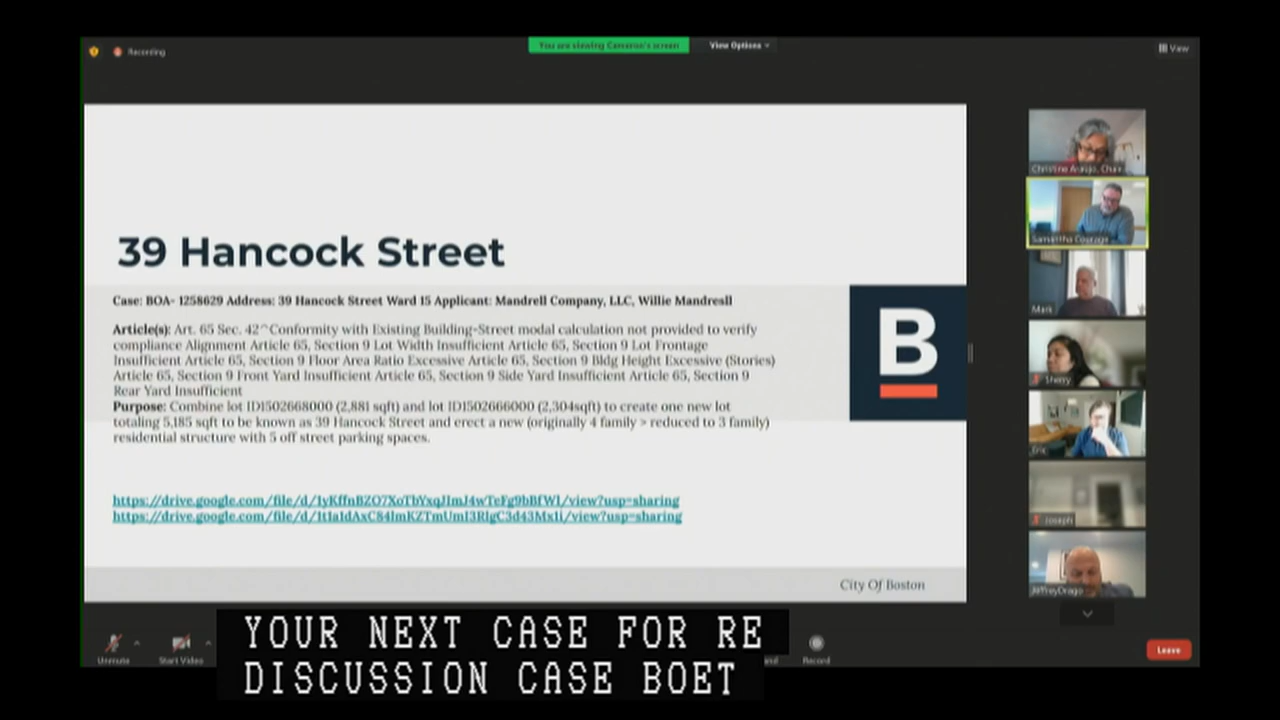 Recording
You are viewing Cameron's screen
View Options
View
39 Hancock Street
Case: BOA- 1258629 Address: 39 Hancock Street Ward 15 Applicant: Mandrell Company, LLC, Willie Mandresll
Article(s): Art. 65 Sec. 42^Conformity with Existing Building-Street modal calculation not provided to verify
compliance Alignment Article 65, Section 9 Lot Width Insufficient Article 65, Section 9 Lot Frontage
Insufficient Article 65, Section 9 Floor Area Ratio Excessive Article 65, Section 9 Bldg Height Excessive (Stories)
Article 65, Section 9 Front Yard Insufficient Article 65, Section 9 Side Yard Insufficient Article 65, Section 9
Rear Yard Insufficient
Purpose: Combine lot ID1502668000 (2,881 sqft) and lot ID1502666000 (2,304sqft) to create one new lot
totaling 5,185 sqft to be known as 39 Hancock Street and erect a new (originally 4 family > reduced to 3 family)
residential structure with 5 off street parking spaces.
B
City Of Boston
Christine Araujo, Chair
Samantha Courage
Mark
Sherry
Eric
Joseph
JeffreyDrago
Unmute
Start Video
Record
Leave
YOUR NEXT CASE FOR RE
DISCUSSION CASE BOET